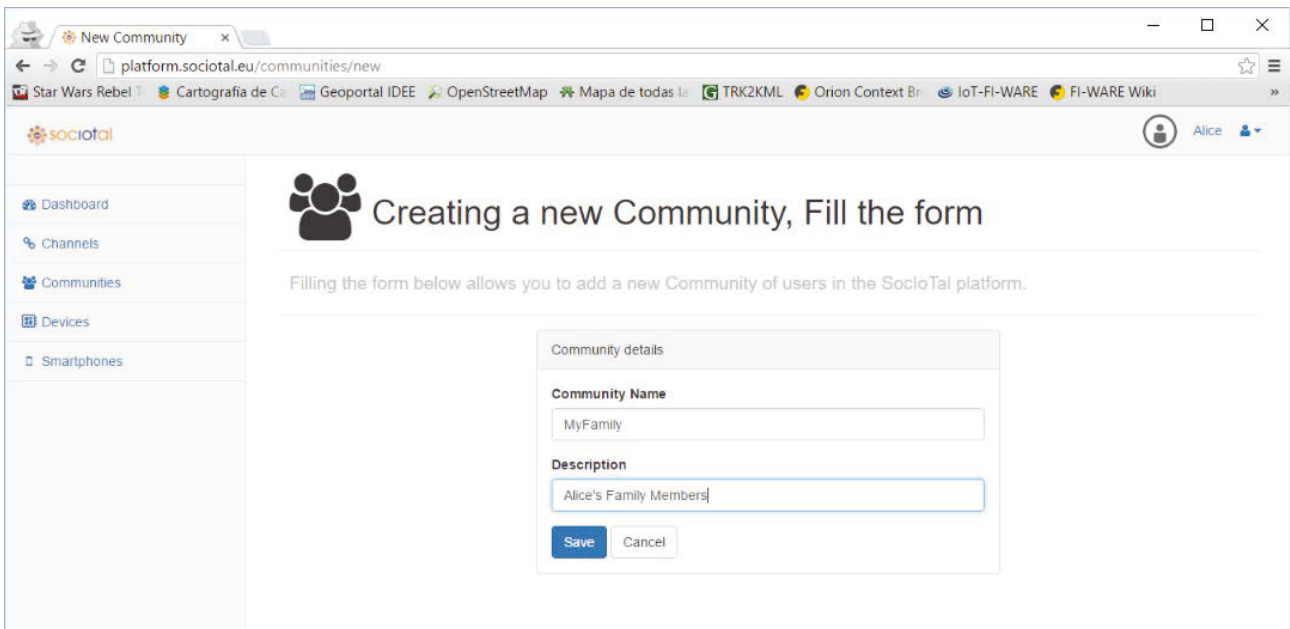 New Community
platform.sociotal.eu/communities/new
Star Wars Rebel Cartografía de Ca Geoportal IDEE OpenStreetMap Mapa de todas la TRK2KML Orion Context Br IoT-FI-WARE FI-WARE Wiki
sociotal Alice
Dashboard
Channels
Communities
Devices
Smartphones
Creating a new Community, Fill the form
Filling the form below allows you to add a new Community of users in the SocIoTal platform.
Community details
Community Name
MyFamily
Description
Alice's Family Members
Save Cancel